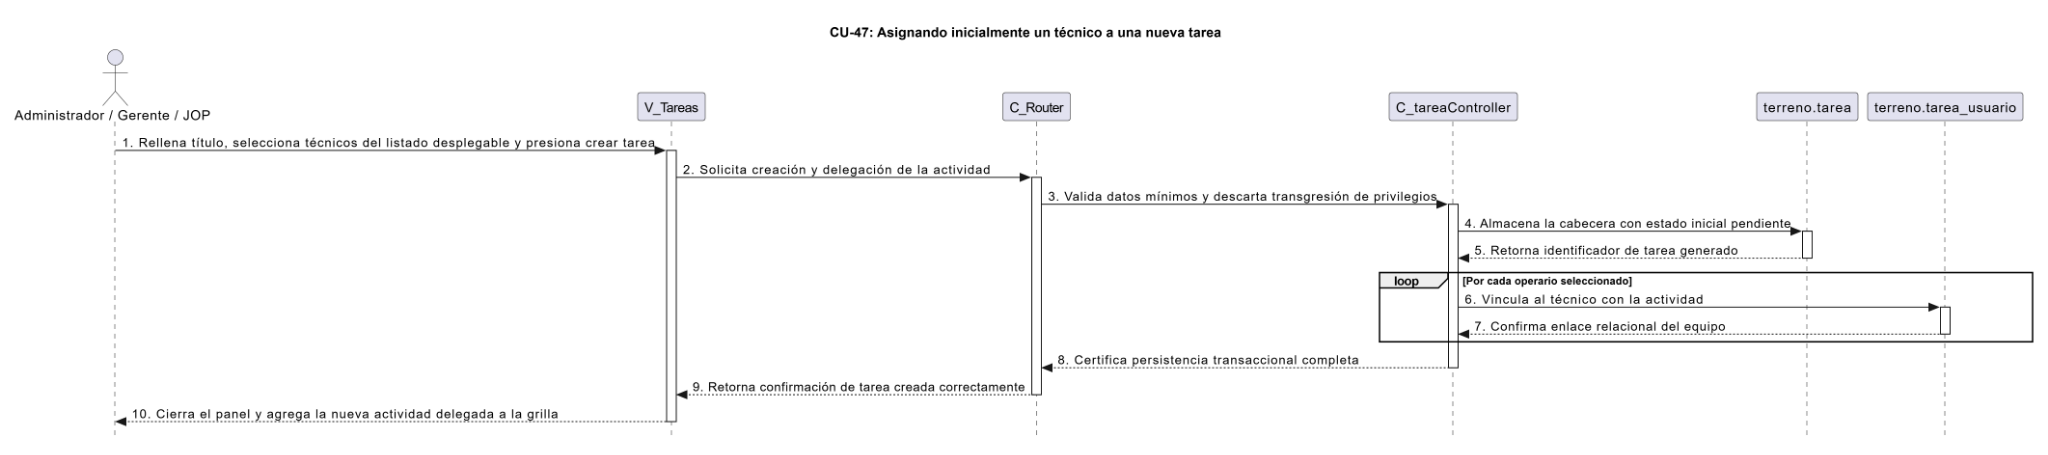 CU-47: Asignando inicialmente un técnico a una nueva tarea
Administrador / Gerente / JOP
V_Tareas
C_Router
C_tareaController
terreno.tarea
terreno.tarea_usuario
1. Rellena título, selecciona técnicos del listado desplegable y presiona crear tarea
2. Solicita creación y delegación de la actividad
3. Valida datos mínimos y descarta transgresión de privilegios
4. Almacena la cabecera con estado inicial pendiente
5. Retorna identificador de tarea generado
loop
[Por cada operario seleccionado]
6. Vincula al técnico con la actividad
7. Confirma enlace relacional del equipo
8. Certifica persistencia transaccional completa
9. Retorna confirmación de tarea creada correctamente
10. Cierra el panel y agrega la nueva actividad delegada a la grilla